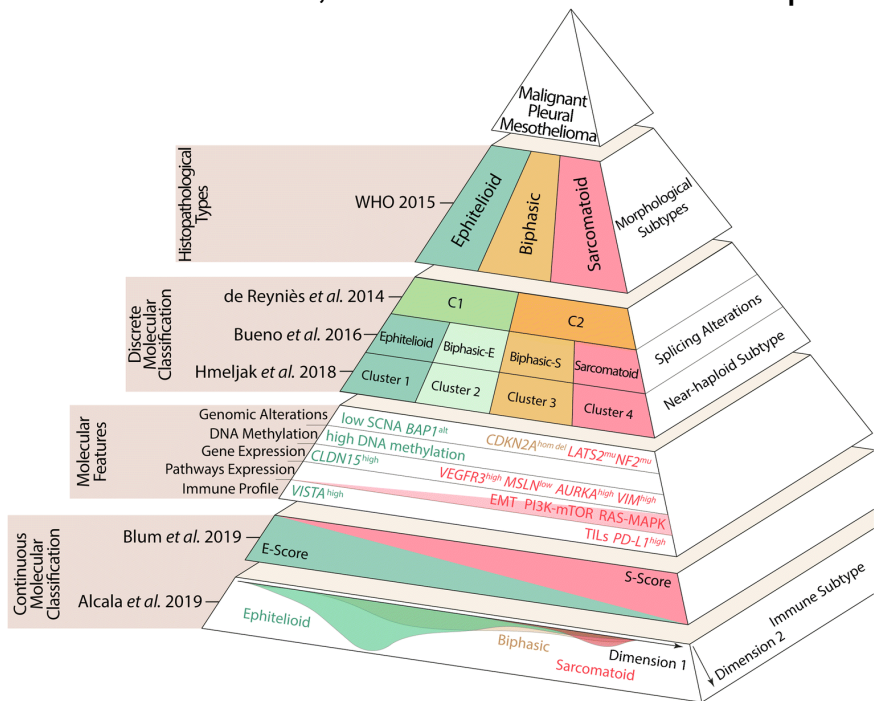 Malignant
Pleural
Mesothelioma
Histopathological
Types
WHO 2015
Ephitelioid
Biphasic
Sarcomatoid
Morphological
Subtypes
Discrete
Molecular
Classification
de Reyniès et al. 2014
C1
C2
Bueno et al. 2016
Ephitelioid
Biphasic-E
Biphasic-S
Sarcomatoid
Hmeljak et al. 2018
Cluster 1
Cluster 2
Cluster 3
Cluster 4
Splicing Alterations
Near-haploid Subtype
Molecular
Features
Genomic Alterations
low SCNA BAP1alt
CDKN2Ahom del LATS2mu NF2mu
DNA Methylation
high DNA methylation
Gene Expression
CLDN15high
VEGFR3high MSLNlow AURKAhigh VIMhigh
Pathways Expression
EMT PI3K-mTOR RAS-MAPK
Immune Profile
VISTAhigh
TILs PD-L1high
Continuous
Molecular
Classification
Blum et al. 2019
E-Score
S-Score
Alcala et al. 2019
Ephitelioid
Biphasic
Sarcomatoid
Dimension 1
Dimension 2
Immune Subtype